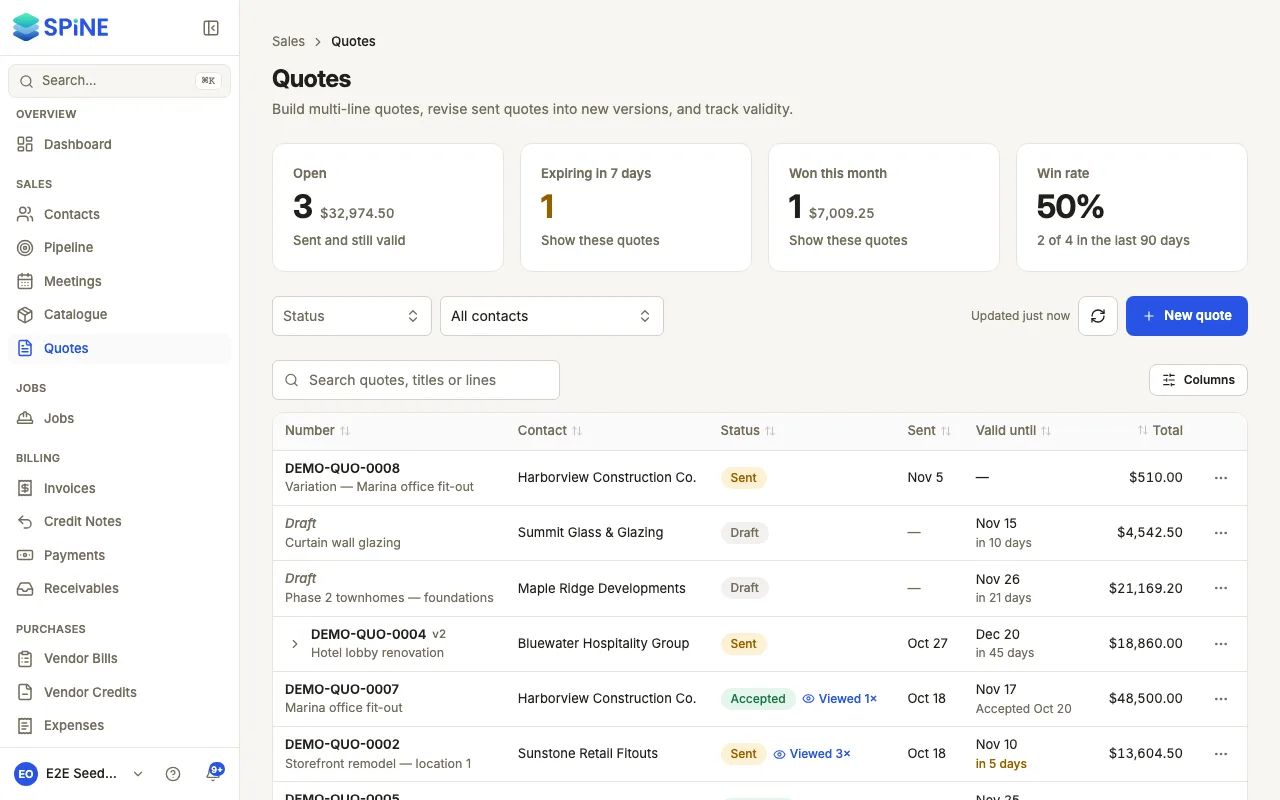 SPiNE
Search... ⌘K
OVERVIEW
Dashboard
SALES
Contacts
Pipeline
Meetings
Catalogue
Quotes
JOBS
Jobs
BILLING
Invoices
Credit Notes
Payments
Receivables
PURCHASES
Vendor Bills
Vendor Credits
Expenses
EO E2E Seed... 9+
Sales > Quotes
Quotes
Build multi-line quotes, revise sent quotes into new versions, and track validity.
Open
3 $32,974.50
Sent and still valid
Expiring in 7 days
1
Show these quotes
Won this month
1 $7,009.25
Show these quotes
Win rate
50%
2 of 4 in the last 90 days
Status
All contacts
Updated just now
+ New quote
Search quotes, titles or lines
Columns
Number Contact Status Sent Valid until Total
DEMO-QUO-0008
Variation — Marina office fit-out
Harborview Construction Co. Sent Nov 5 — $510.00 ...
Draft
Curtain wall glazing
Summit Glass & Glazing Draft — Nov 15
in 10 days
$4,542.50 ...
Draft
Phase 2 townhomes — foundations
Maple Ridge Developments Draft — Nov 26
in 21 days
$21,169.20 ...
DEMO-QUO-0004 v2
Hotel lobby renovation
Bluewater Hospitality Group Sent Oct 27 Dec 20
in 45 days
$18,860.00 ...
DEMO-QUO-0007
Marina office fit-out
Harborview Construction Co. Accepted Viewed 1× Oct 18 Nov 17
Accepted Oct 20
$48,500.00 ...
DEMO-QUO-0002
Storefront remodel — location 1
Sunstone Retail Fitouts Sent Viewed 3× Oct 18 Nov 10
in 5 days
$13,604.50 ...
DEMO-QUO-0005
Nov 25